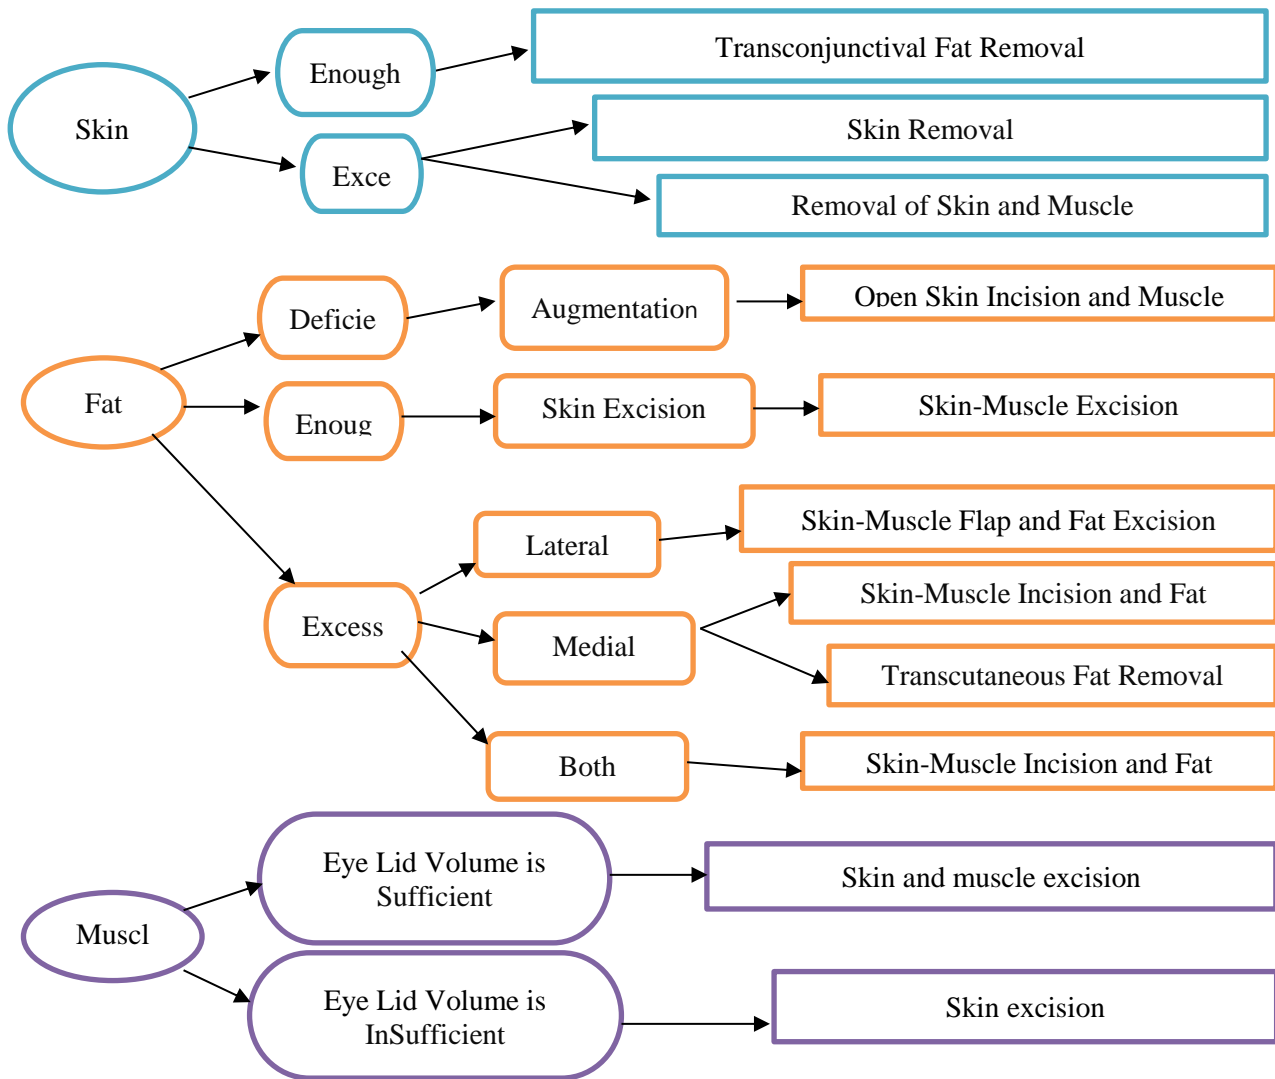 Skin
Enough
Transconjunctival Fat Removal
Exce
Skin Removal
Removal of Skin and Muscle
Fat
Deficie
Augmentation
Open Skin Incision and Muscle
Enoug
Skin Excision
Skin-Muscle Excision
Excess
Lateral
Skin-Muscle Flap and Fat Excision
Medial
Skin-Muscle Incision and Fat
Transcutaneous Fat Removal
Both
Skin-Muscle Incision and Fat
Muscl
Eye Lid Volume is
Sufficient
Skin and muscle excision
Eye Lid Volume is
InSufficient
Skin excision